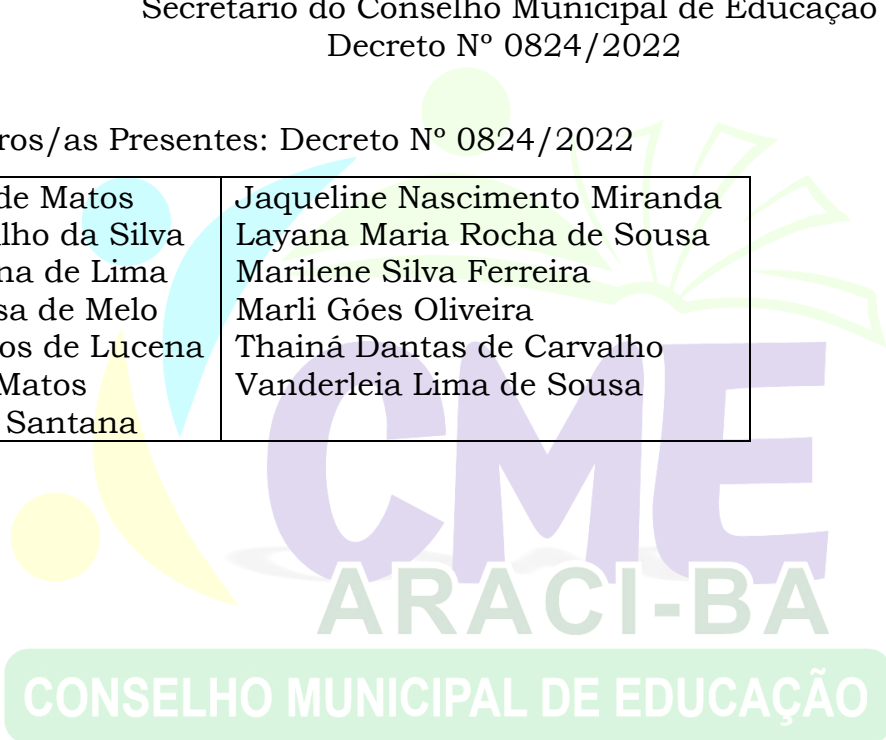 Secretário do Conselho Municipal de Educação
Decreto Nº 0824/2022
ros/as Presentes: Decreto Nº 0824/2022
de Matos Jaqueline Nascimento Miranda
lho da Silva Layana Maria Rocha de Sousa
na de Lima Marilene Silva Ferreira
sa de Melo Marli Góes Oliveira
os de Lucena Thainá Dantas de Carvalho
Matos Vanderleia Lima de Sousa
Santana
CME
ARACI-BA
CONSELHO MUNICIPAL DE EDUCAÇÃO